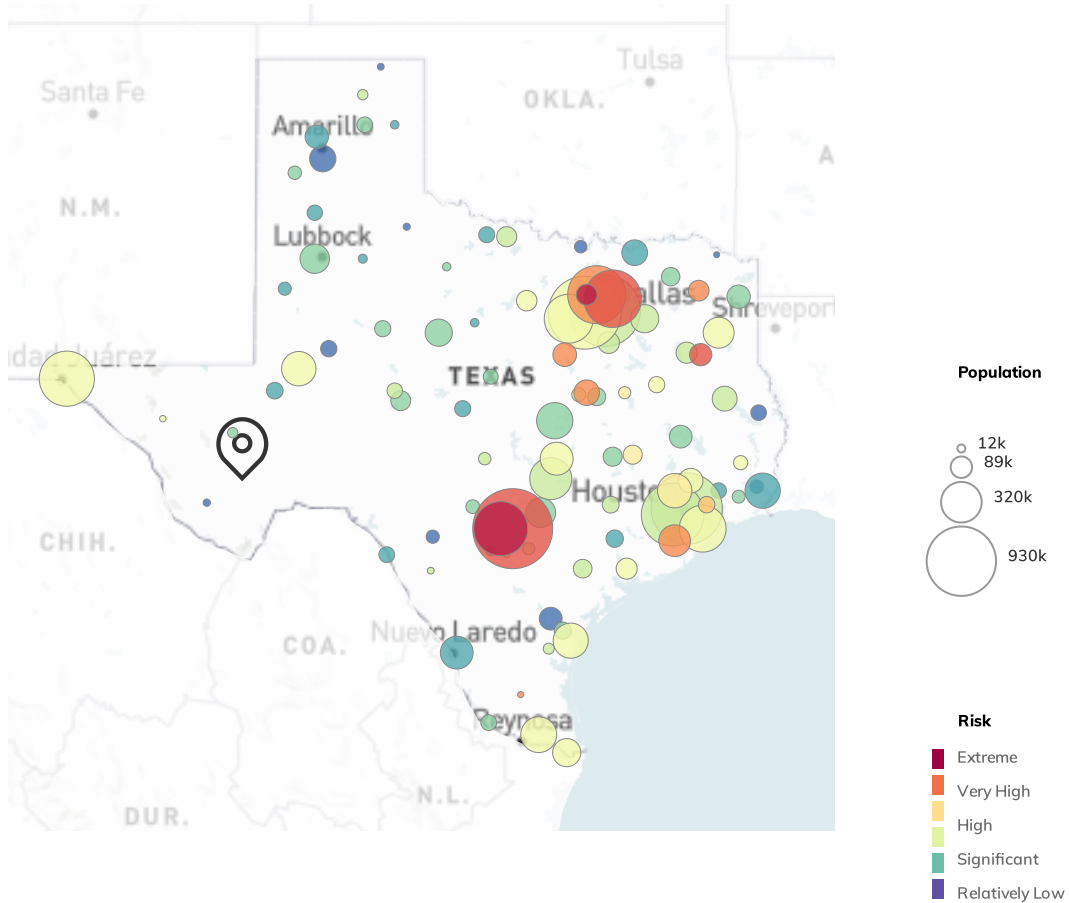 Tulsa
Santa Fe
OKLA.
Amarillo
A
N.M.
Lubbock
allas
Shreveport
dad Juárez
TEXAS
Population
12k
89k
Houst
320k
CHIH.
930k
Nuevo Laredo
COA.
Reynosa
Risk
Extreme
Very High
N.L.
DUR.
High
Significant
Relatively Low